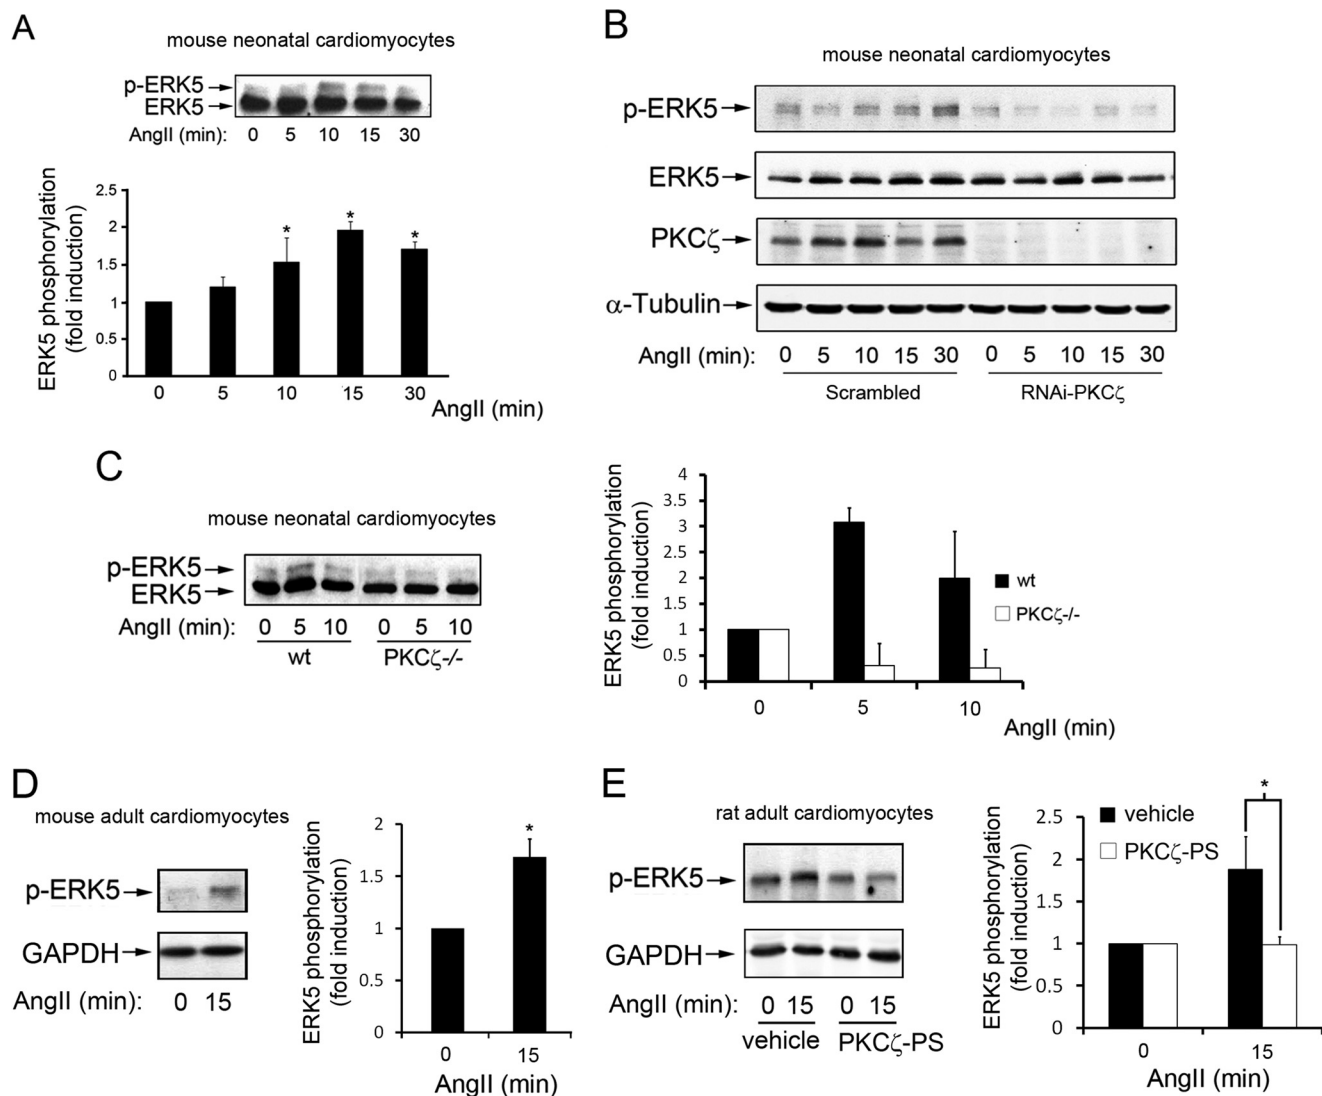 A
mouse neonatal cardiomyocytes
p-ERK5
ERK5
AngII (min): 0 5 10 15 30
ERK5 phosphorylation
(fold induction)
2.5
2
1.5
1
0.5
0
* * *
0 5 10 15 30
AngII (min)
B
mouse neonatal cardiomyocytes
p-ERK5
ERK5
PKCζ
α-Tubulin
AngII (min): 0 5 10 15 30 0 5 10 15 30
Scrambled RNAi-PKCζ
C
mouse neonatal cardiomyocytes
p-ERK5
ERK5
AngII (min): 0 5 10 0 5 10
wt PKCζ-/-
ERK5 phosphorylation
(fold induction)
4
3.5
3
2.5
2
1.5
1
0.5
0
wt
PKCζ-/-
0 5 10
AngII (min)
D
mouse adult cardiomyocytes
p-ERK5
GAPDH
AngII (min): 0 15
ERK5 phosphorylation
(fold induction)
2
1.5
1
0.5
0
*
0 15
AngII (min)
E
rat adult cardiomyocytes
p-ERK5
GAPDH
AngII (min): 0 15 0 15
vehicle PKCζ-PS
ERK5 phosphorylation
(fold induction)
2.5
2
1.5
1
0.5
0
vehicle
PKCζ-PS
*
0 15
AngII (min)